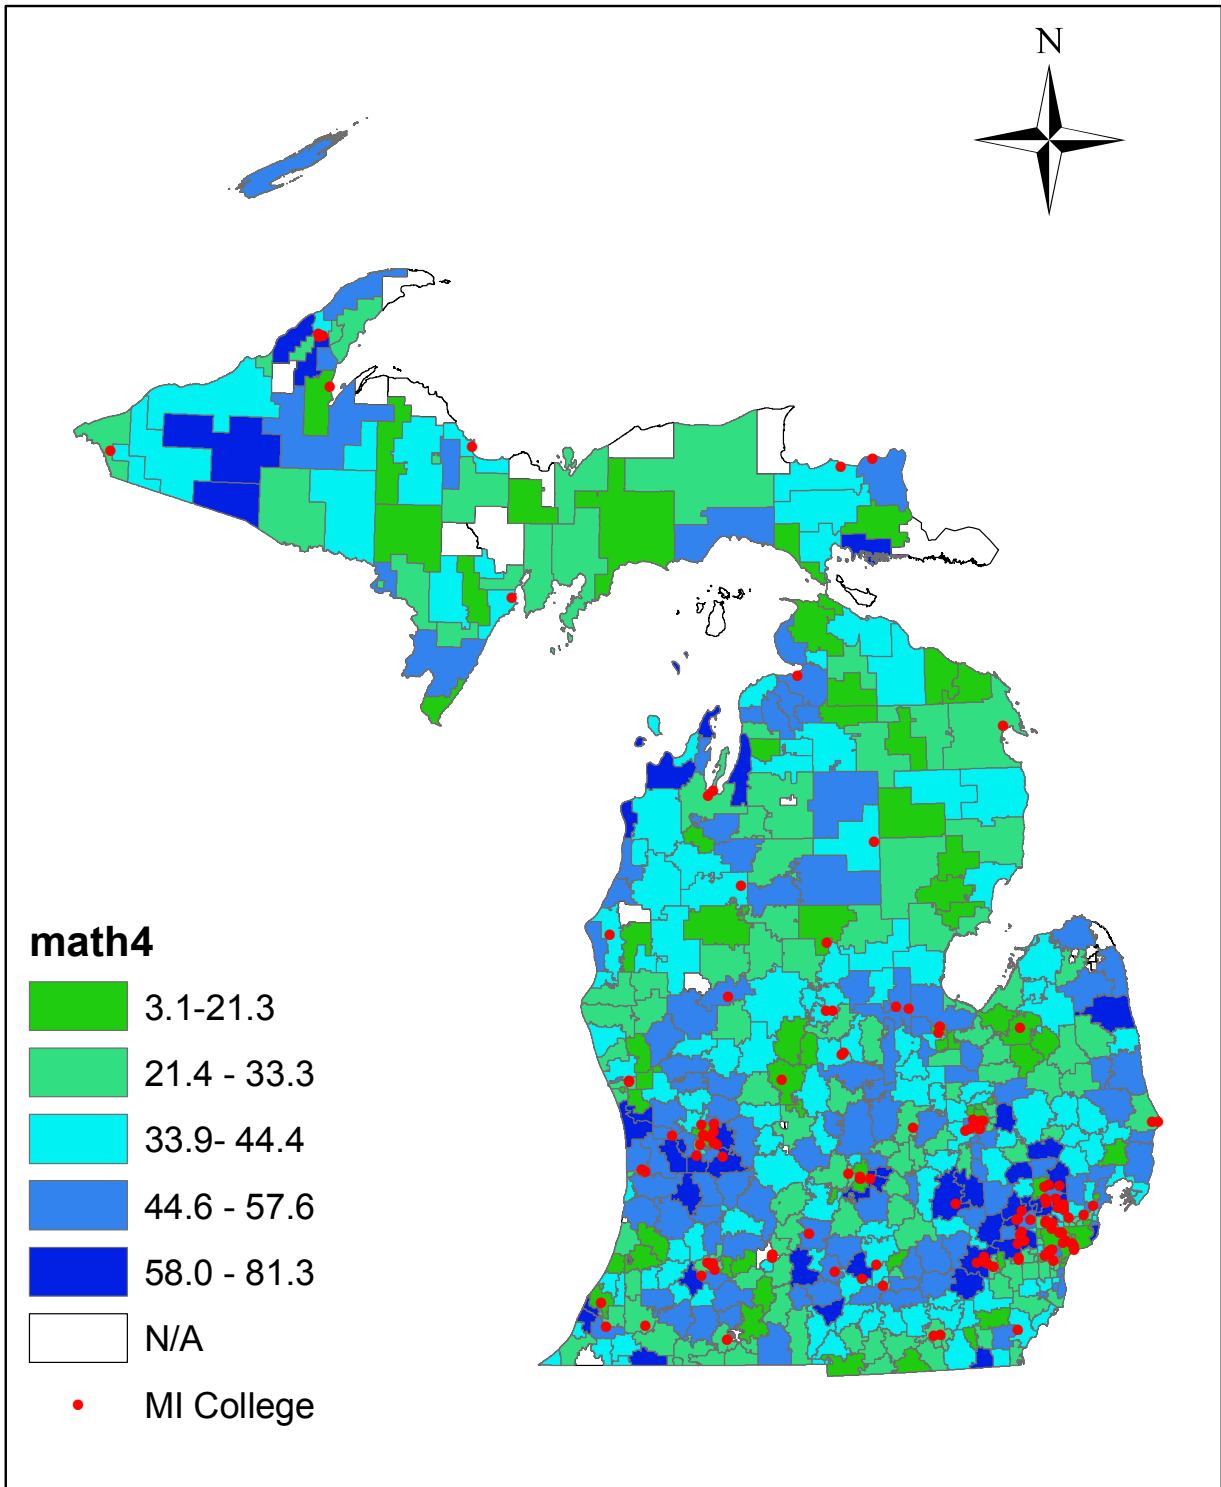 N
math4
3.1-21.3
21.4 - 33.3
33.9- 44.4
44.6 - 57.6
58.0 - 81.3
N/A
MI College